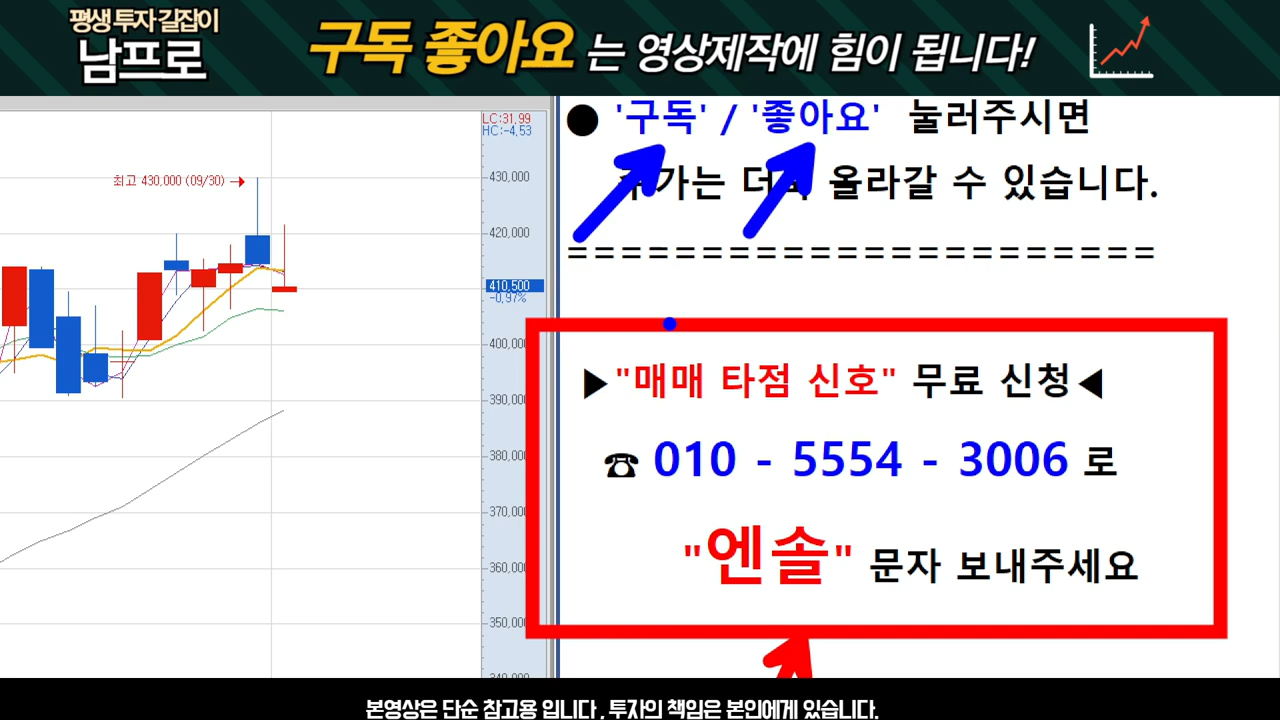 평생 투자 길잡이
남프로
구독 좋아요 는 영상제작에 힘이 됩니다!
LC:31,99
HC:-4,53
최고 430,000 (09/30) →
430,000
420,000
410,500
-0,97%
400,000
390,000
380,000
370,000
360,000
350,000
● '구독' / '좋아요' 눌러주시면
가는 올라갈 수 있습니다.
======================
▶"매매 타점 신호" 무료 신청◀
☎ 010 - 5554 - 3006 로
"엔솔" 문자 보내주세요
본영상은 단순 참고용 입니다 , 투자의 책임은 본인에게 있습니다.